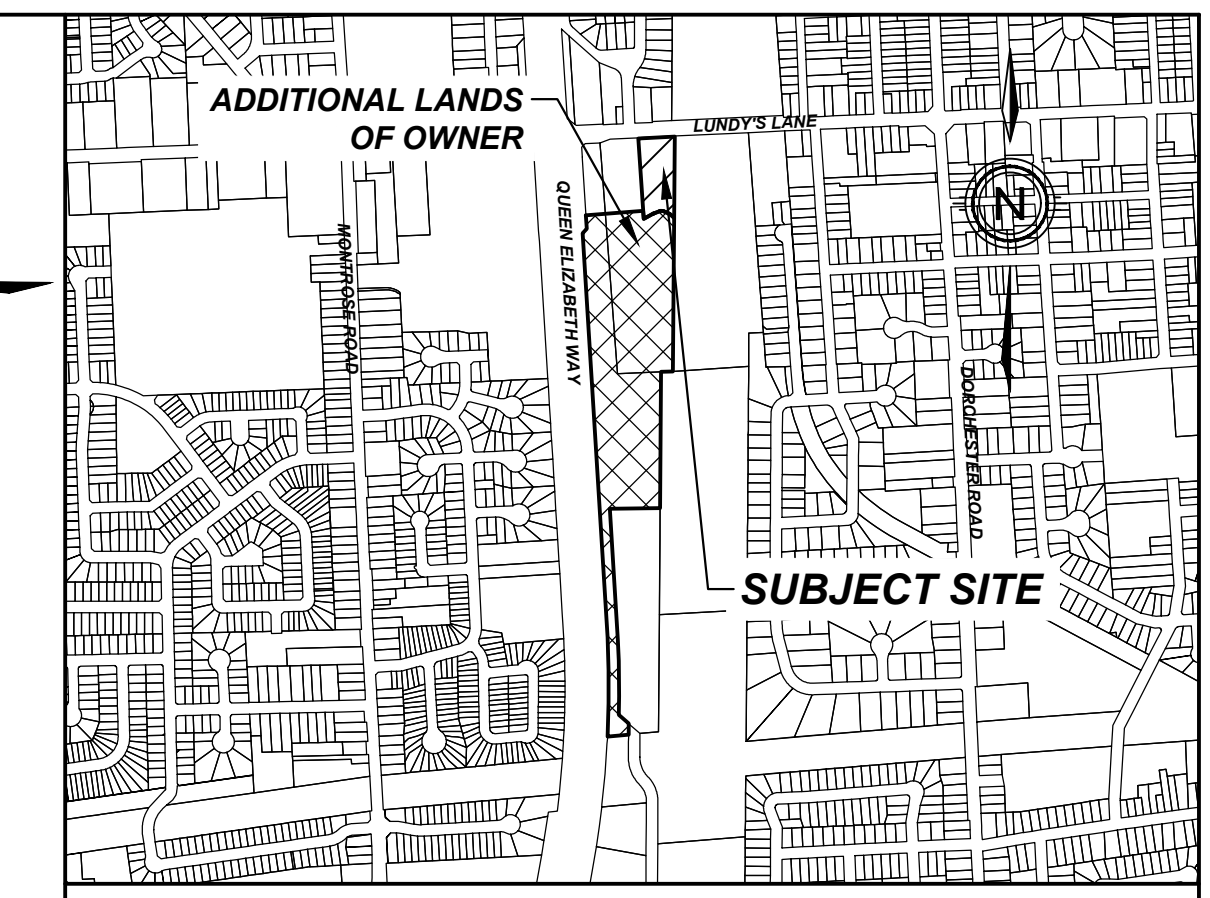 ADDITIONAL LANDS
OF OWNER
LUNDY'S LANE
N
QUEEN ELIZABETH WAY
MONTROSE ROAD
DORCHESTER ROAD
SUBJECT SITE